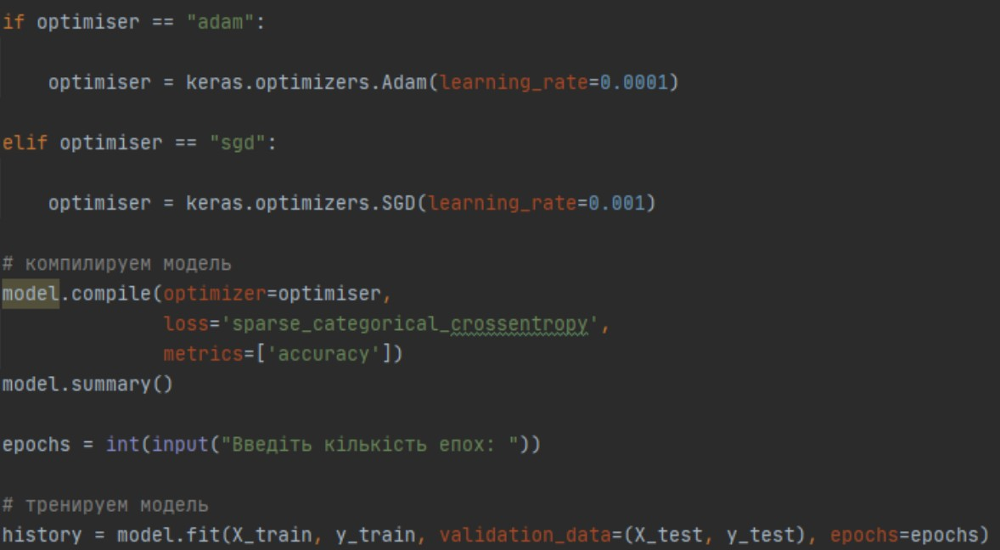 if optimiser == "adam":
optimiser = keras.optimizers.Adam(learning_rate=0.0001)
elif optimiser == "sgd":
optimiser = keras.optimizers.SGD(learning_rate=0.001)
# компилируем модель
model.compile(optimizer=optimiser,
loss='sparse_categorical_crossentropy',
metrics=['accuracy'])
model.summary()
epochs = int(input("Введіть кількість епох: "))
# тренируем модель
history = model.fit(X_train, y_train, validation_data=(X_test, y_test), epochs=epochs)